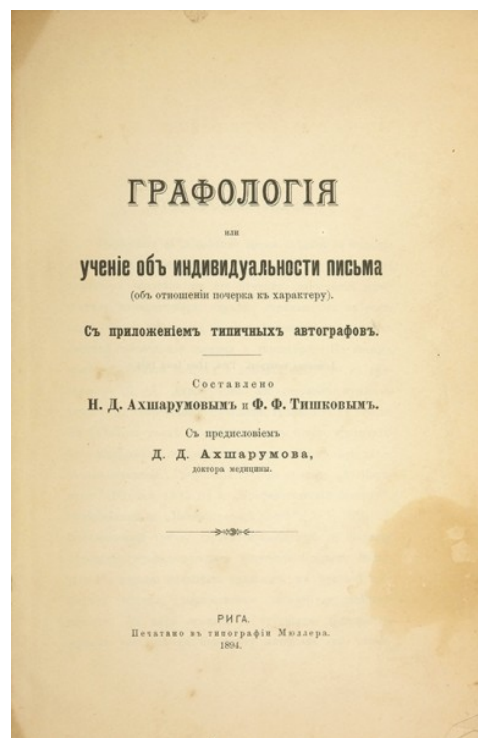 ГРАФОЛОГІЯ
или
ученіе объ индивидуальности письма
(объ отношеніи почерка къ характеру).
Съ приложеніемъ типичныхъ автографовъ.
Составлено
Н. Д. Ахшарумовымъ и Ф. Ф. Тишковымъ.
Съ предисловіемъ
Д. Д. Ахшарумова,
доктора медицины.
РИГА.
Печатано въ типографіи Мюллера.
1894.